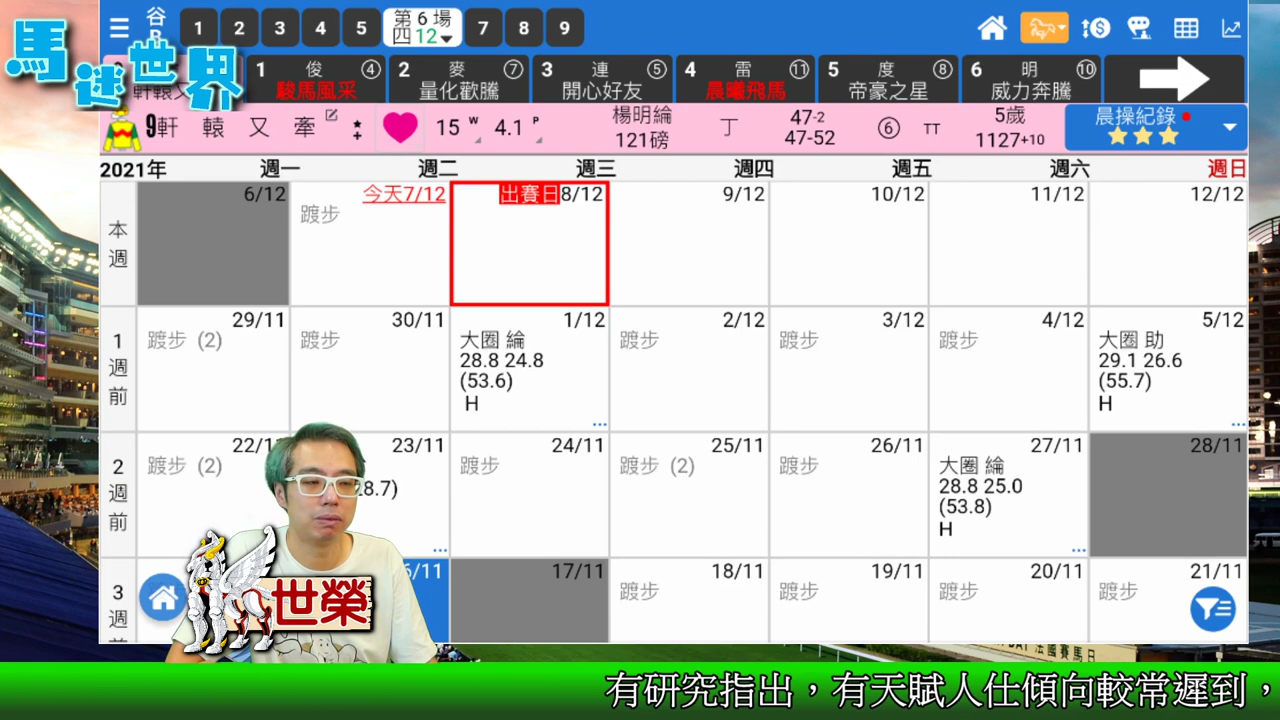 馬迷世界
谷
1 2 3 4 5
第6場
四12
7 8 9
1 俊 ④
駿馬風采
2 麥 ⑦
量化歡騰
3 連 ⑤
開心好友
4 雷 ⑪
晨曦飛馬
5 度 ⑧
帝豪之星
6 明 ⑩
威力奔騰
9軒轅又牽
15 W 4.1 P
楊明綸
121磅
丁
47-2
47-52
⑥
TT
5歲
1127+10
晨操紀錄
2021年 週一 週二 週三 週四 週五 週六 週日
本週
6/12
今天7/12
踱步
出賽日8/12
9/12
10/12
11/12
12/12
1週前
29/11
踱步 (2)
30/11
踱步
1/12
大圈 綸
28.8 24.8
(53.6)
H
...
2/12
踱步
3/12
踱步
4/12
踱步
5/12
大圈 助
29.1 26.6
(55.7)
H
...
2週前
22/1
踱步 (2)
23/11
28.7)
...
24/11
踱步
25/11
踱步 (2)
26/11
踱步
27/11
大圈 綸
28.8 25.0
(53.8)
H
...
28/11
3週
6/11
17/11
18/11
踱步
19/11
踱步
20/11
踱步
21/11
踱步
世榮
法國賽馬日
有研究指出，有天賦人仕傾向較常遲到，